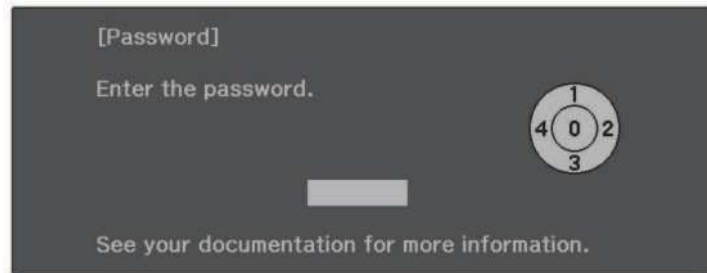 [Password]
Enter the password.
1
4 0 2
3
See your documentation for more information.